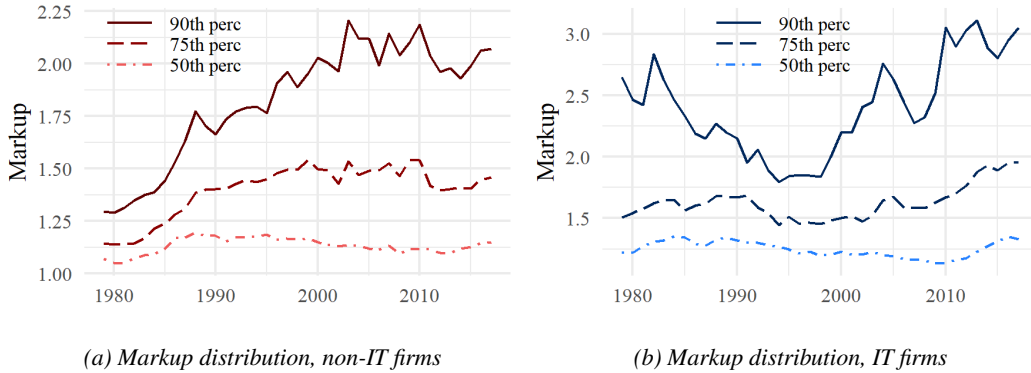 Markup
2.25
2.00
1.75
1.50
1.25
1.00
90th perc
75th perc
50th perc
1980 1990 2000 2010
(a) Markup distribution, non-IT firms
Markup
3.0
2.5
2.0
1.5
90th perc
75th perc
50th perc
1980 1990 2000 2010
(b) Markup distribution, IT firms